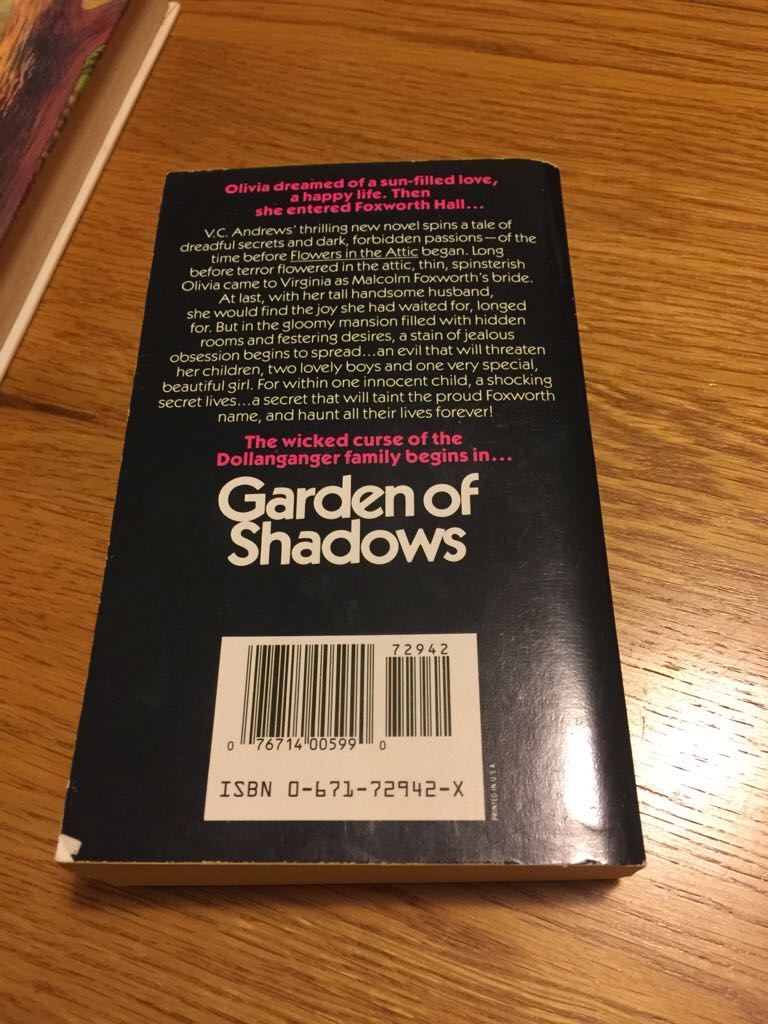 Olivia dreamed of a sun-filled love,
a happy life. Then
she entered Foxworth Hall...
V.C. Andrews' thrilling new novel spins a tale of
dreadful secrets and dark, forbidden passions—of the
time before Flowers in the Attic began. Long
before terror flowered in the attic, thin, spinsterish
Olivia came to Virginia as Malcolm Foxworth's bride.
At last, with her tall handsome husband,
she would find the joy she had waited for, longed
for. But in the gloomy mansion filled with hidden
rooms and festering desires, a stain of jealous
obsession begins to spread...an evil that will threaten
her children, two lovely boys and one very special,
beautiful girl. For within one innocent child, a shocking
secret lives...a secret that will taint the proud Foxworth
name, and haunt all their lives forever!
The wicked curse of the
Dollanganger family begins in...
Garden of
Shadows
72942
0 76714 00599 0
ISBN 0-671-72942-X
PRINTED IN U.S.A.